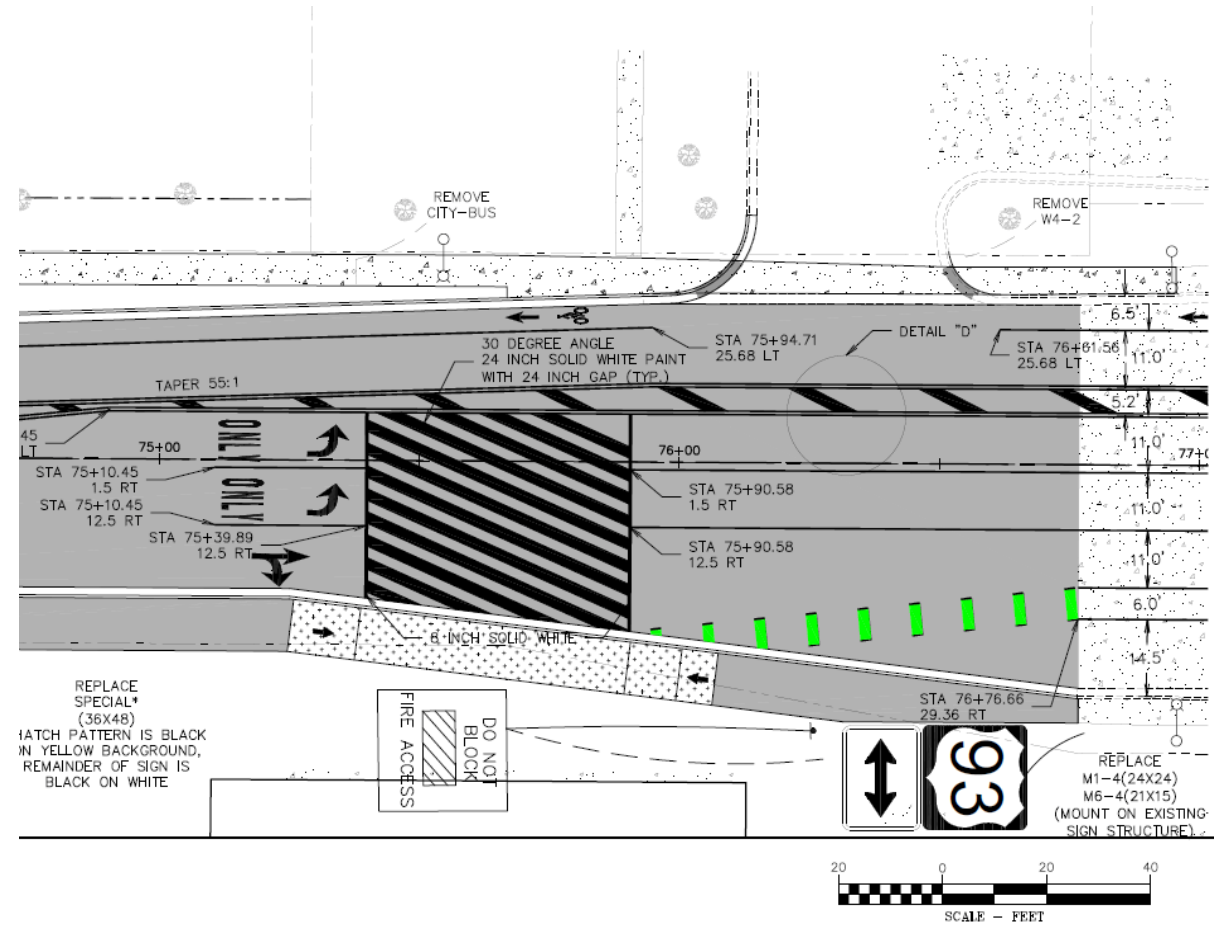 REMOVE
CITY-BUS
REMOVE
W4-2
30 DEGREE ANGLE
24 INCH SOLID WHITE PAINT
WITH 24 INCH GAP (TYP.)
STA 75+94.71
25.68 LT
DETAIL "D"
STA 76+61.56
25.68 LT
6.5'
11.0'
5.2'
11.0'
11.0'
11.0'
6.0'
14.5'
TAPER 55:1
45
LT
75+00
76+00
77+0
ONLY
ONLY
STA 75+10.45
1.5 RT
STA 75+10.45
12.5 RT
STA 75+39.89
12.5 RT
STA 75+90.58
1.5 RT
STA 75+90.58
12.5 RT
8 INCH SOLID WHITE
STA 76+76.66
29.36 RT
REPLACE
SPECIAL*
(36X48)
HATCH PATTERN IS BLACK
ON YELLOW BACKGROUND,
REMAINDER OF SIGN IS
BLACK ON WHITE
DO NOT
BLOCK
FIRE ACCESS
93
REPLACE
M1-4(24X24)
M6-4(21X15)
(MOUNT ON EXISTING
SIGN STRUCTURE).
20 0 20 40
SCALE - FEET